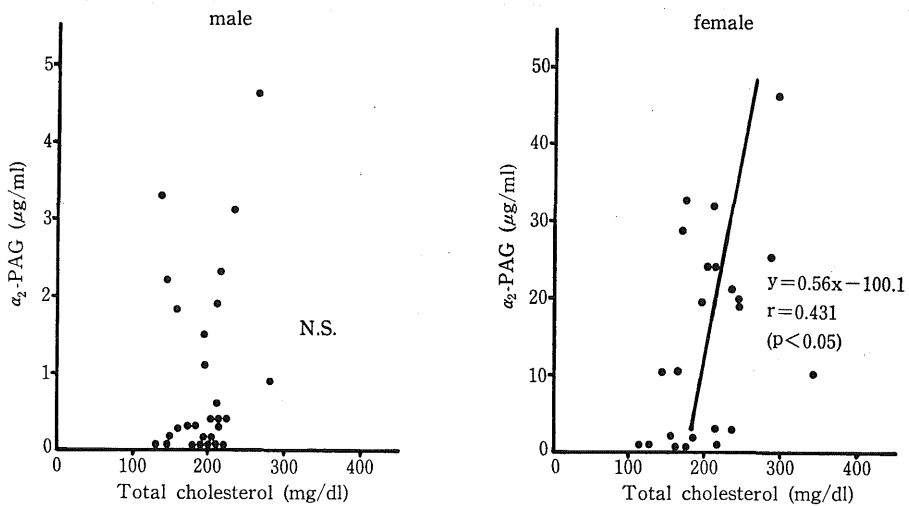 male
5
4
3
2
1
0
α₂-PAG (μg/ml)
N.S.
0 100 200 300 400
Total cholesterol (mg/dl)
female
50
40
30
20
10
0
α₂-PAG (μg/ml)
y=0.56x−100.1
r=0.431
(p<0.05)
0 100 200 300 400
Total cholesterol (mg/dl)